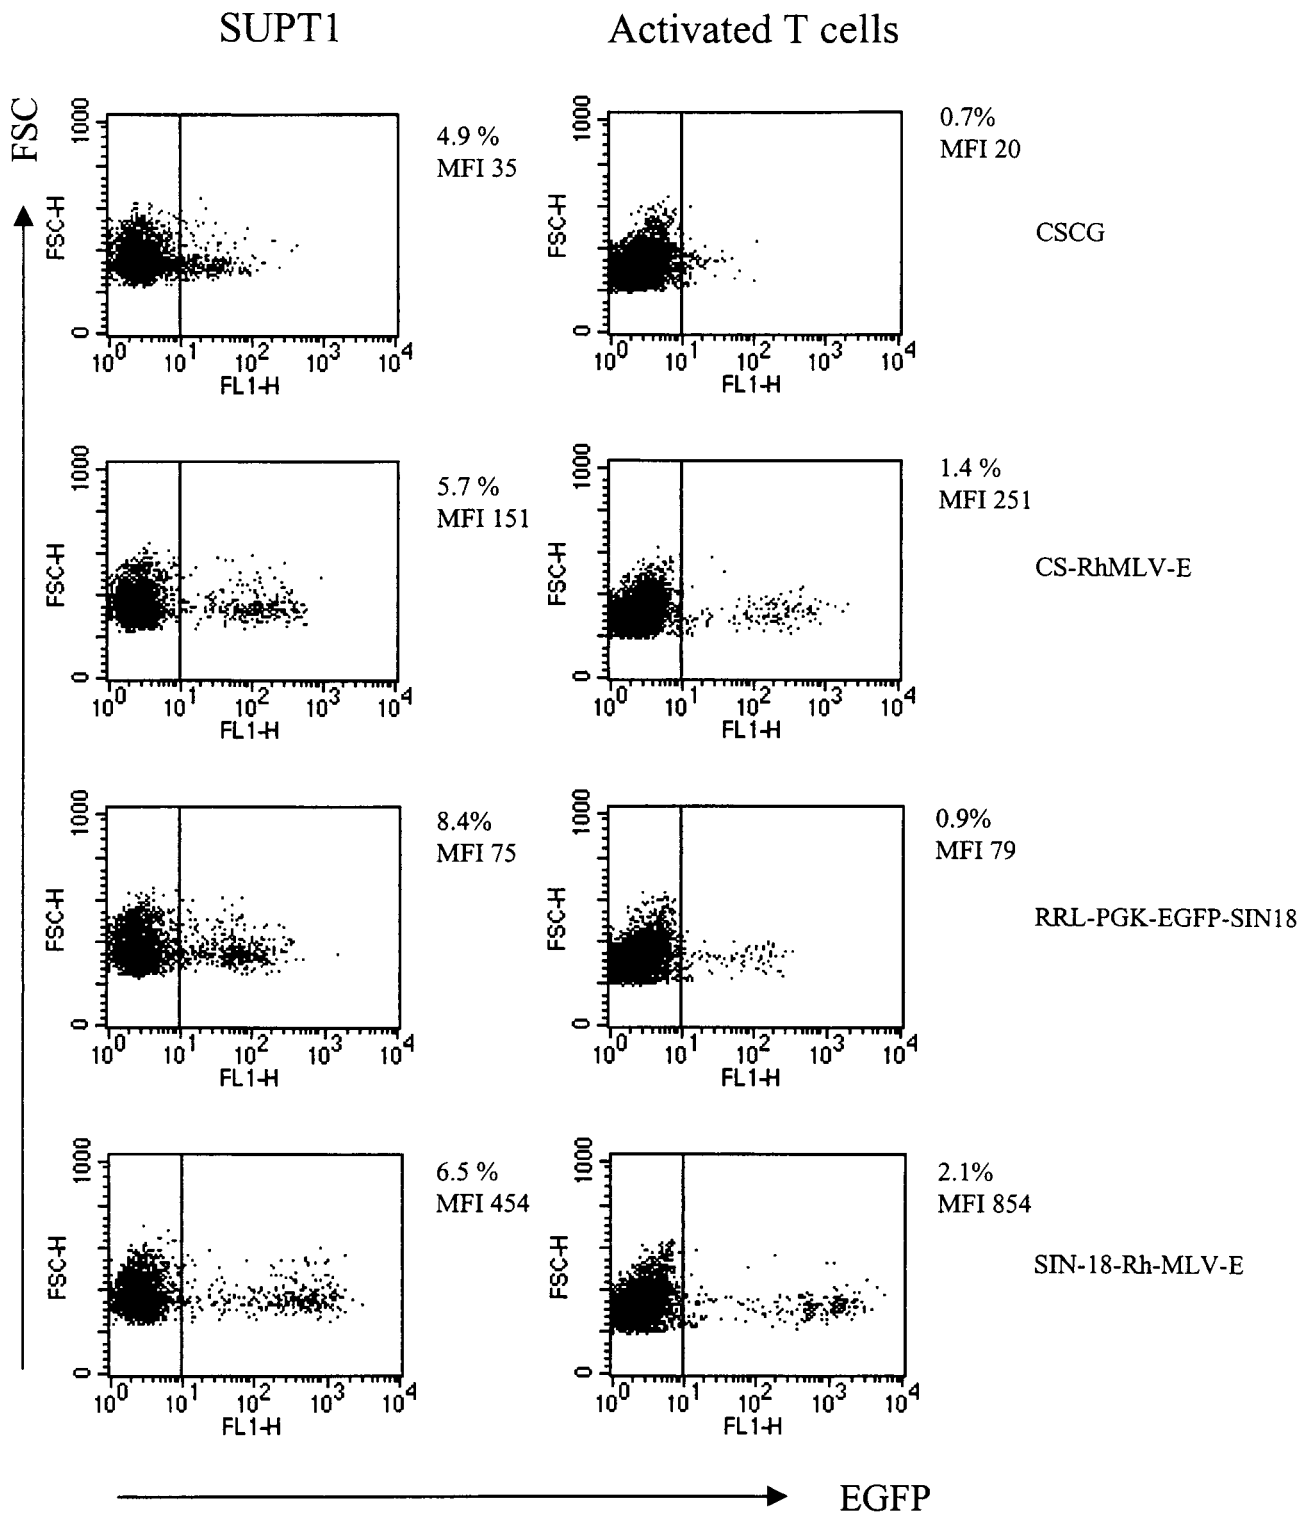 SUPT1 Activated T cells
FSC
1000
FSC-H
0
10^0 10^1 10^2 10^3 10^4
FL1-H
4.9 %
MFI 35
1000
FSC-H
0
10^0 10^1 10^2 10^3 10^4
FL1-H
0.7%
MFI 20
CSCG
1000
FSC-H
0
10^0 10^1 10^2 10^3 10^4
FL1-H
5.7 %
MFI 151
1000
FSC-H
0
10^0 10^1 10^2 10^3 10^4
FL1-H
1.4 %
MFI 251
CS-RhMLV-E
1000
FSC-H
0
10^0 10^1 10^2 10^3 10^4
FL1-H
8.4%
MFI 75
1000
FSC-H
0
10^0 10^1 10^2 10^3 10^4
FL1-H
0.9%
MFI 79
RRL-PGK-EGFP-SIN18
1000
FSC-H
0
10^0 10^1 10^2 10^3 10^4
FL1-H
6.5 %
MFI 454
1000
FSC-H
0
10^0 10^1 10^2 10^3 10^4
FL1-H
2.1%
MFI 854
SIN-18-Rh-MLV-E
EGFP